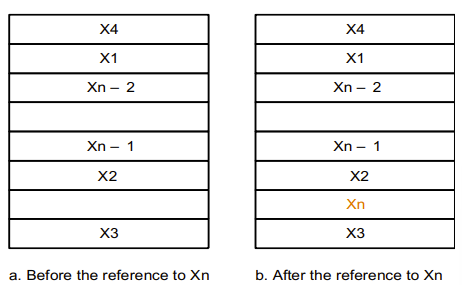 X4
X1
Xn – 2
Xn – 1
X2
X3
a. Before the reference to Xn
X4
X1
Xn – 2
Xn – 1
X2
Xn
X3
b. After the reference to Xn